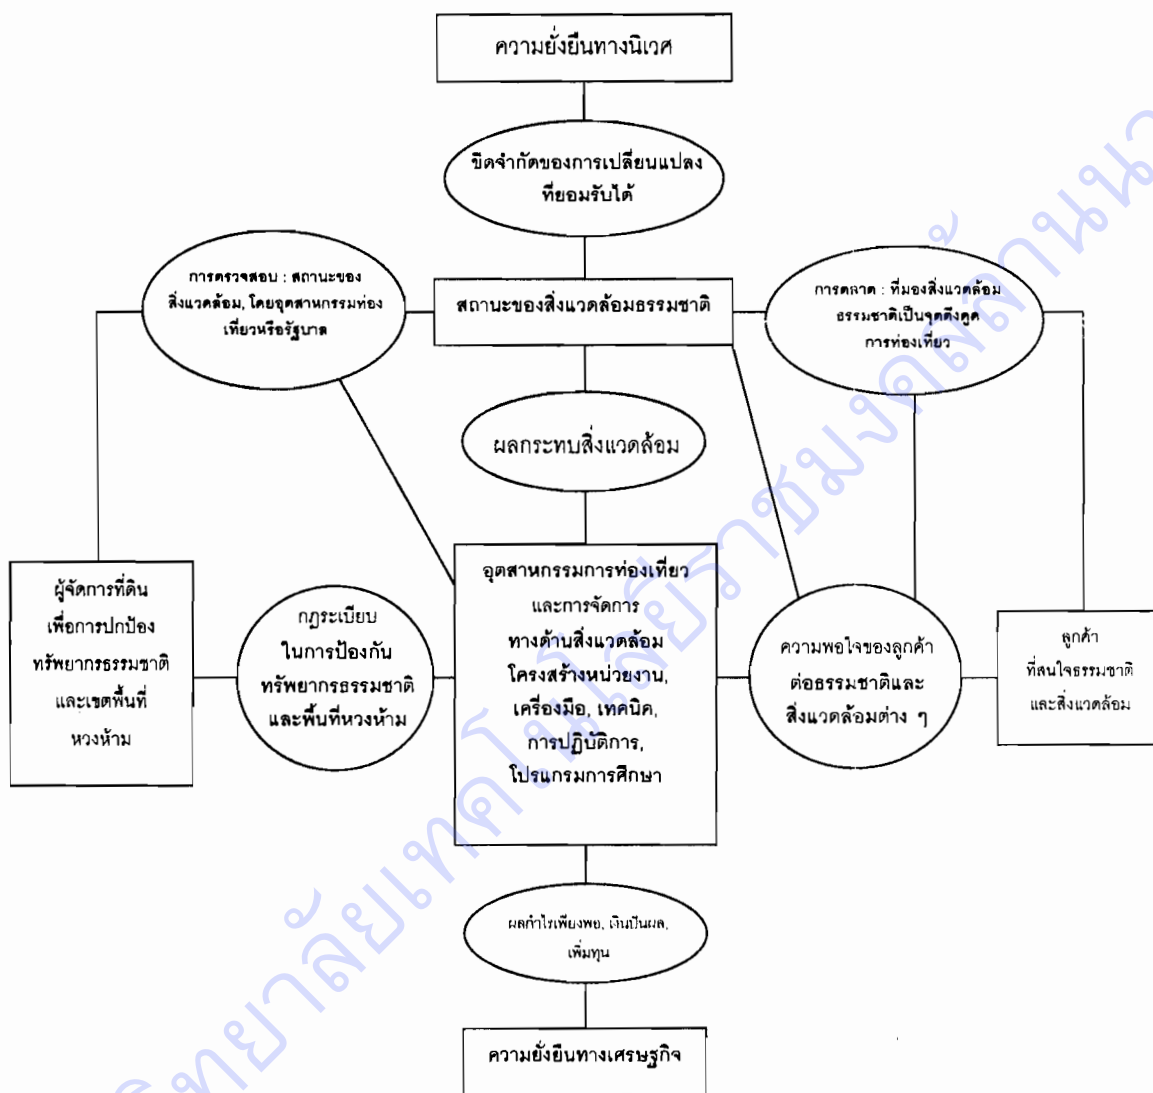 ความยั่งยืนทางนิเวศ
ขีดจำกัดของการเปลี่ยนแปลง
ที่ยอมรับได้
การตรวจสอบ : สถานะของ
สิ่งแวดล้อม, โดยอุตสาหกรรมท่อง
เที่ยวหรือรัฐบาล
สถานะของสิ่งแวดล้อมธรรมชาติ
การตลาด : ที่มองสิ่งแวดล้อม
ธรรมชาติเป็นจุดดึงดูด
การท่องเที่ยว
ผลกระทบสิ่งแวดล้อม
ผู้จัดการที่ดิน
เพื่อการปกป้อง
ทรัพยากรธรรมชาติ
และเขตพื้นที่
หวงห้าม
กฎระเบียบ
ในการป้องกัน
ทรัพยากรธรรมชาติ
และพื้นที่หวงห้าม
อุตสาหกรรมการท่องเที่ยว
และการจัดการ
ทางด้านสิ่งแวดล้อม
โครงสร้างหน่วยงาน,
เครื่องมือ, เทคนิค,
การปฏิบัติการ,
โปรแกรมการศึกษา
ความพอใจของลูกค้า
ต่อธรรมชาติและ
สิ่งแวดล้อมต่าง ๆ
ลูกค้า
ที่สนใจธรรมชาติ
และสิ่งแวดล้อม
ผลกำไรเพียงพอ, เงินปันผล,
เพิ่มทุน
ความยั่งยืนทางเศรษฐกิจ
ทยาลัยเทคโนโลยีราชมงคลล้านนา